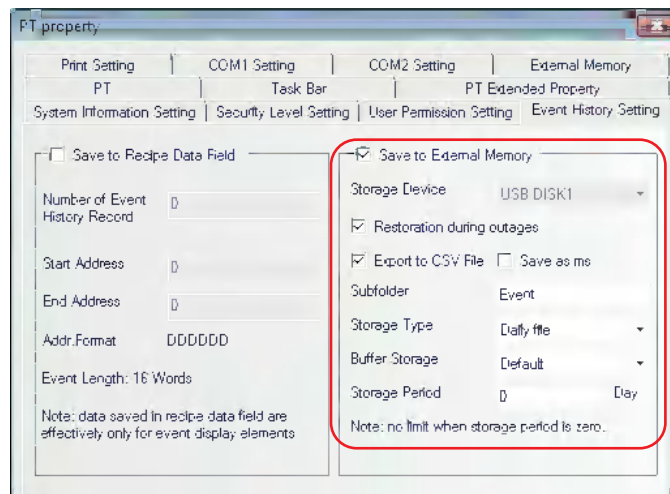 PT property
Print Setting COM1 Setting COM2 Setting External Memory
PT Task Bar PT Extended Property
System Information Setting Security Level Setting User Permission Setting Event History Setting
Save to Recipe Data Field
Number of Event
History Record
0
Start Address 0
End Address 0
Addr.Format DDDDDD
Event Length: 16 Words
Note: data saved in recipe data field are
effectively only for event display elements
Save to External Memory
Storage Device USB DISK1
Restoration during outages
Export to CSV File Save as ms
Subfolder Event
Storage Type Daily file
Buffer Storage Default
Storage Period 0 Day
Note: no limit when storage period is zero.